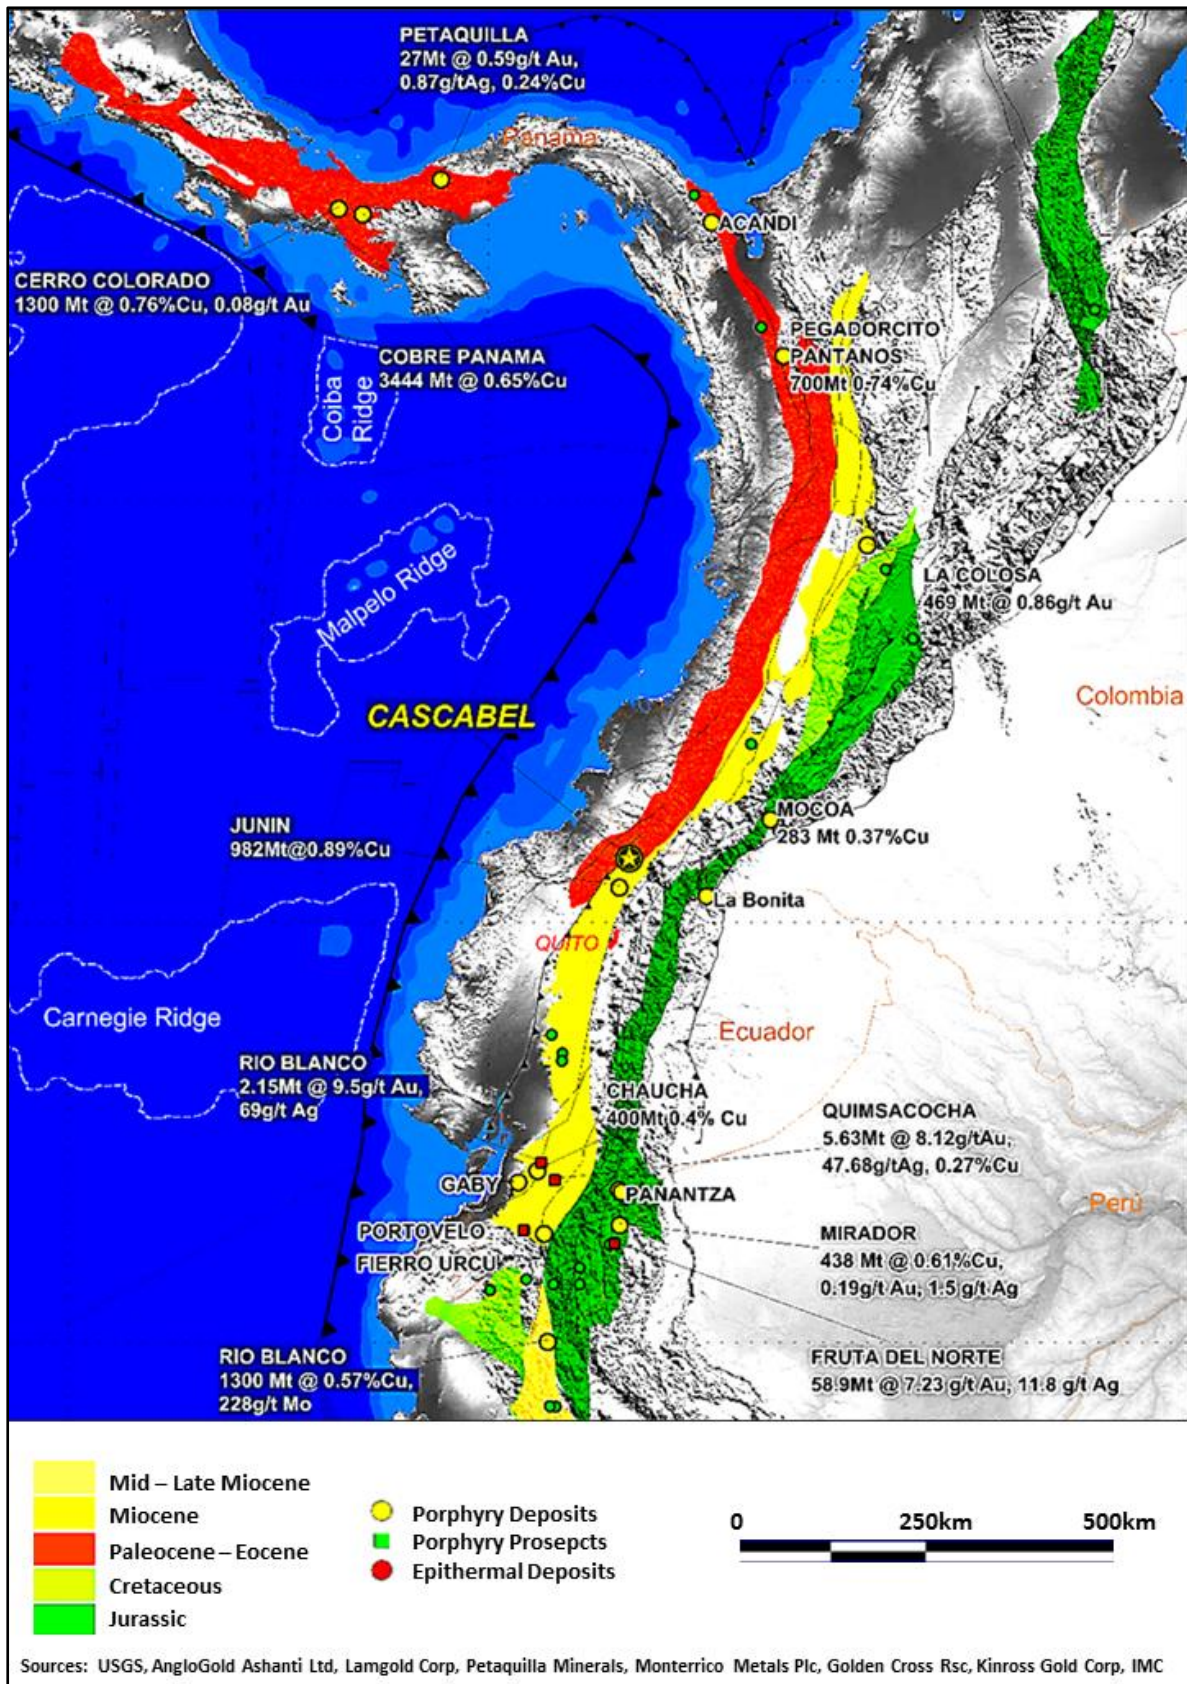 PETAQUILLA
27Mt @ 0.59g/t Au,
0.87g/tAg, 0.24%Cu
Panama
ACANDI
CERRO COLORADO
1300 Mt @ 0.76%Cu, 0.08g/t Au
PEGADORCITO
PANTANOS
700Mt 0.74%Cu
COBRE PANAMA
3444 Mt @ 0.65%Cu
Coiba
Ridge
Malpelo Ridge
LA COLOSA
469 Mt @ 0.86g/t Au
Colombia
CASCABEL
JUNIN
982Mt@0.89%Cu
MOCOA
283 Mt 0.37%Cu
La Bonita
QUITO
Carnegie Ridge
Ecuador
RIO BLANCO
2.15Mt @ 9.5g/t Au,
69g/t Ag
CHAUCHA
400Mt 0.4% Cu
QUIMSACOCHA
5.63Mt @ 8.12g/tAu,
47.68g/tAg, 0.27%Cu
GABY
PANANTZA
Perú
PORTOVELO
MIRADOR
438 Mt @ 0.61%Cu,
0.19g/t Au, 1.5 g/t Ag
FIERRO URCU
RIO BLANCO
1300 Mt @ 0.57%Cu,
228g/t Mo
FRUTA DEL NORTE
58.9Mt @ 7.23 g/t Au, 11.8 g/t Ag
Mid – Late Miocene
Miocene
Paleocene – Eocene
Cretaceous
Jurassic
Porphyry Deposits
Porphyry Prosepcts
Epithermal Deposits
0 250km 500km
Sources: USGS, AngloGold Ashanti Ltd, Lamgold Corp, Petaquilla Minerals, Monterrico Metals Plc, Golden Cross Rsc, Kinross Gold Corp, IMC